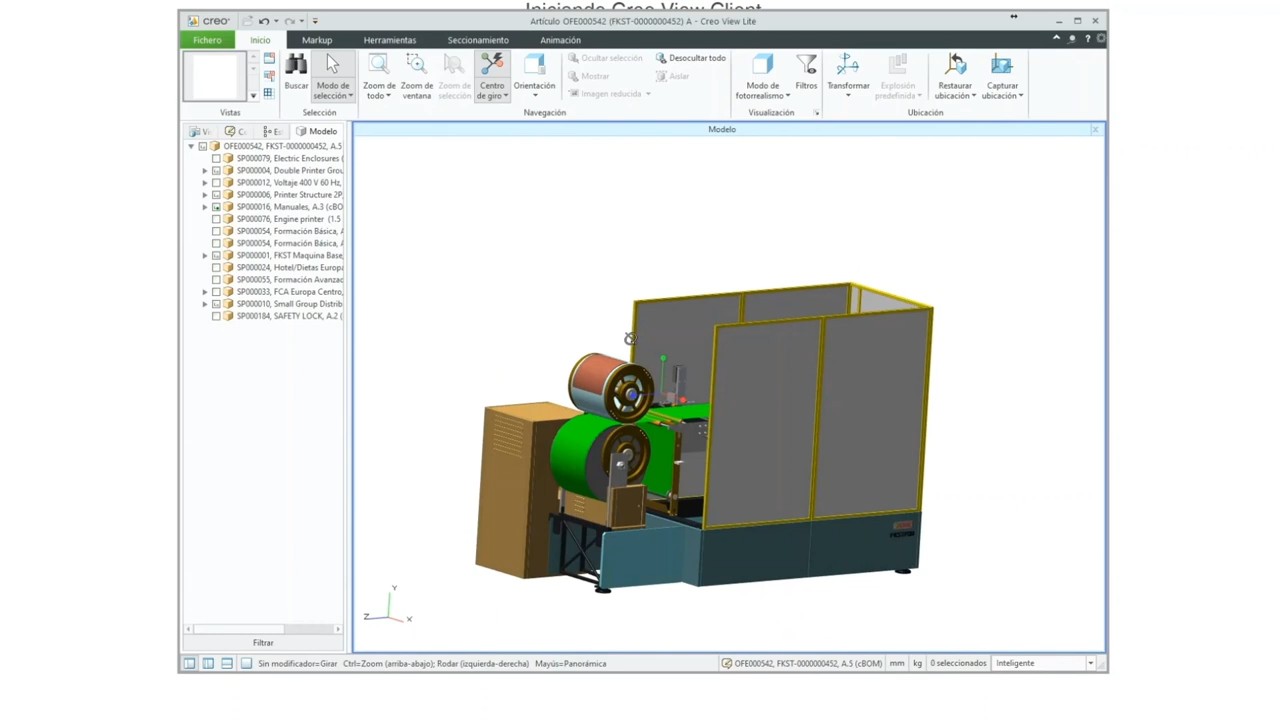 Iniciando Creo View Client
creo Artículo OFE000542 (FKST-0000000452) A - Creo View Lite
Fichero Inicio Markup Herramientas Seccionamiento Animación
Buscar Modo de selección Zoom de todo Zoom de ventana Zoom de selección Centro de giro Orientación
Ocultar selección Desocultar todo
Mostrar Aislar
Imagen reducida
Modo de fotorrealismo Filtros Transformar Explosión predefinida Restaurar ubicación Capturar ubicación
Vistas Selección Navegación Visualización Ubicación
V C E Modelo
Modelo
OFE000542, FKST-0000000452, A.5
SP000079, Electric Enclosures (
SP000004, Double Printer Grou
SP000012, Voltaje 400 V 60 Hz,
SP000006, Printer Structure 2P,
SP000016, Manuales, A.3 (cBO
SP000076, Engine printer (1.5
SP000054, Formación Básica, A
SP000054, Formación Básica, A
SP000001, FKST Maquina Base,
SP000024, Hotel/Dietas Europa
SP000055, Formación Avanzad
SP000033, FCA Europa Centro,
SP000010, Small Group Distrib
SP000184, SAFETY LOCK, A.2 (
Y
Z X
Filtrar
Sin modificador=Girar Ctrl=Zoom (arriba-abajo); Rodar (izquierda-derecha) Mayús=Panorámica OFE000542, FKST-0000000452, A.5 (cBOM) mm kg 0 seleccionados Inteligente